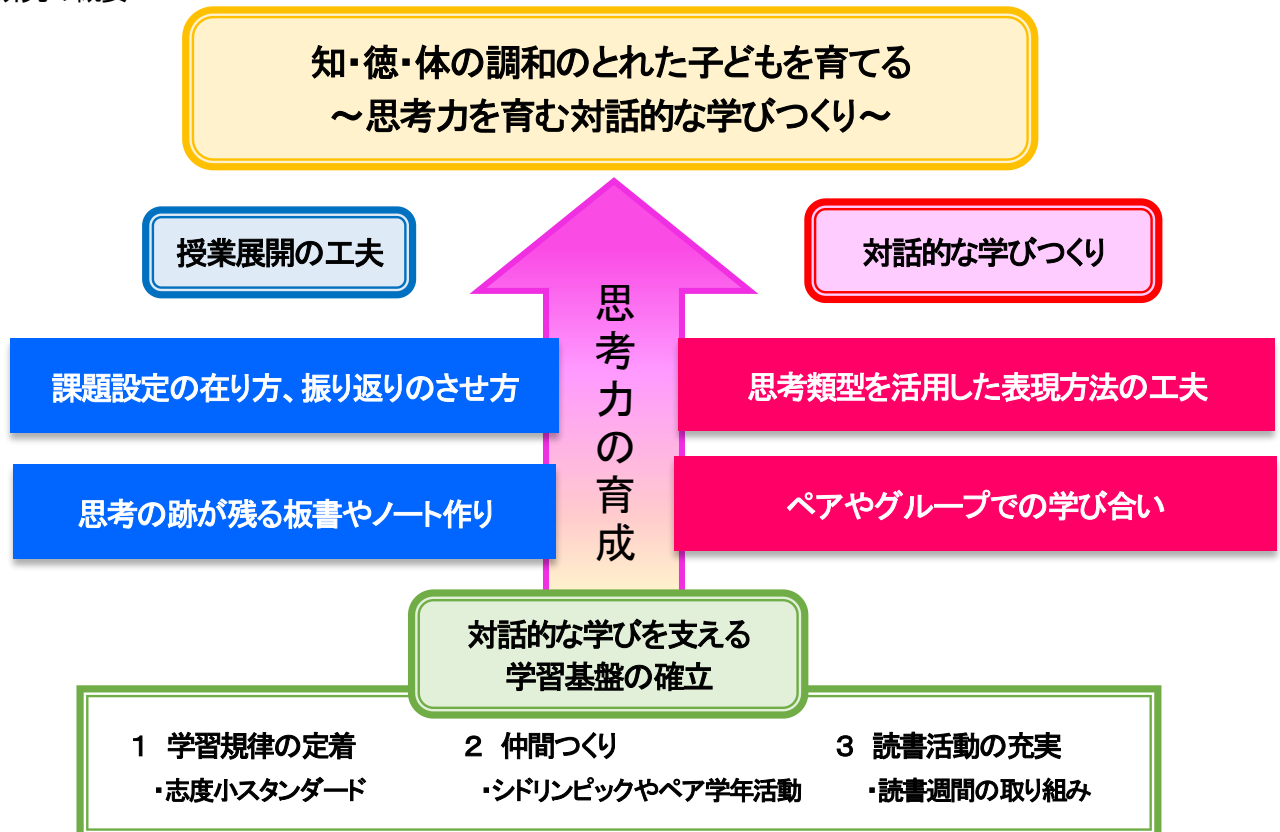 知・徳・体の調和のとれた子どもを育てる
～思考力を育む対話的な学びつくり～
授業展開の工夫
対話的な学びつくり
思考力の育成
課題設定の在り方、振り返りのさせ方
思考類型を活用した表現方法の工夫
思考の跡が残る板書やノート作り
ペアやグループでの学び合い
対話的な学びを支える
学習基盤の確立
１ 学習規律の定着
２ 仲間つくり
３ 読書活動の充実
・志度小スタンダード
・シドリンピックやペア学年活動
・読書週間の取り組み